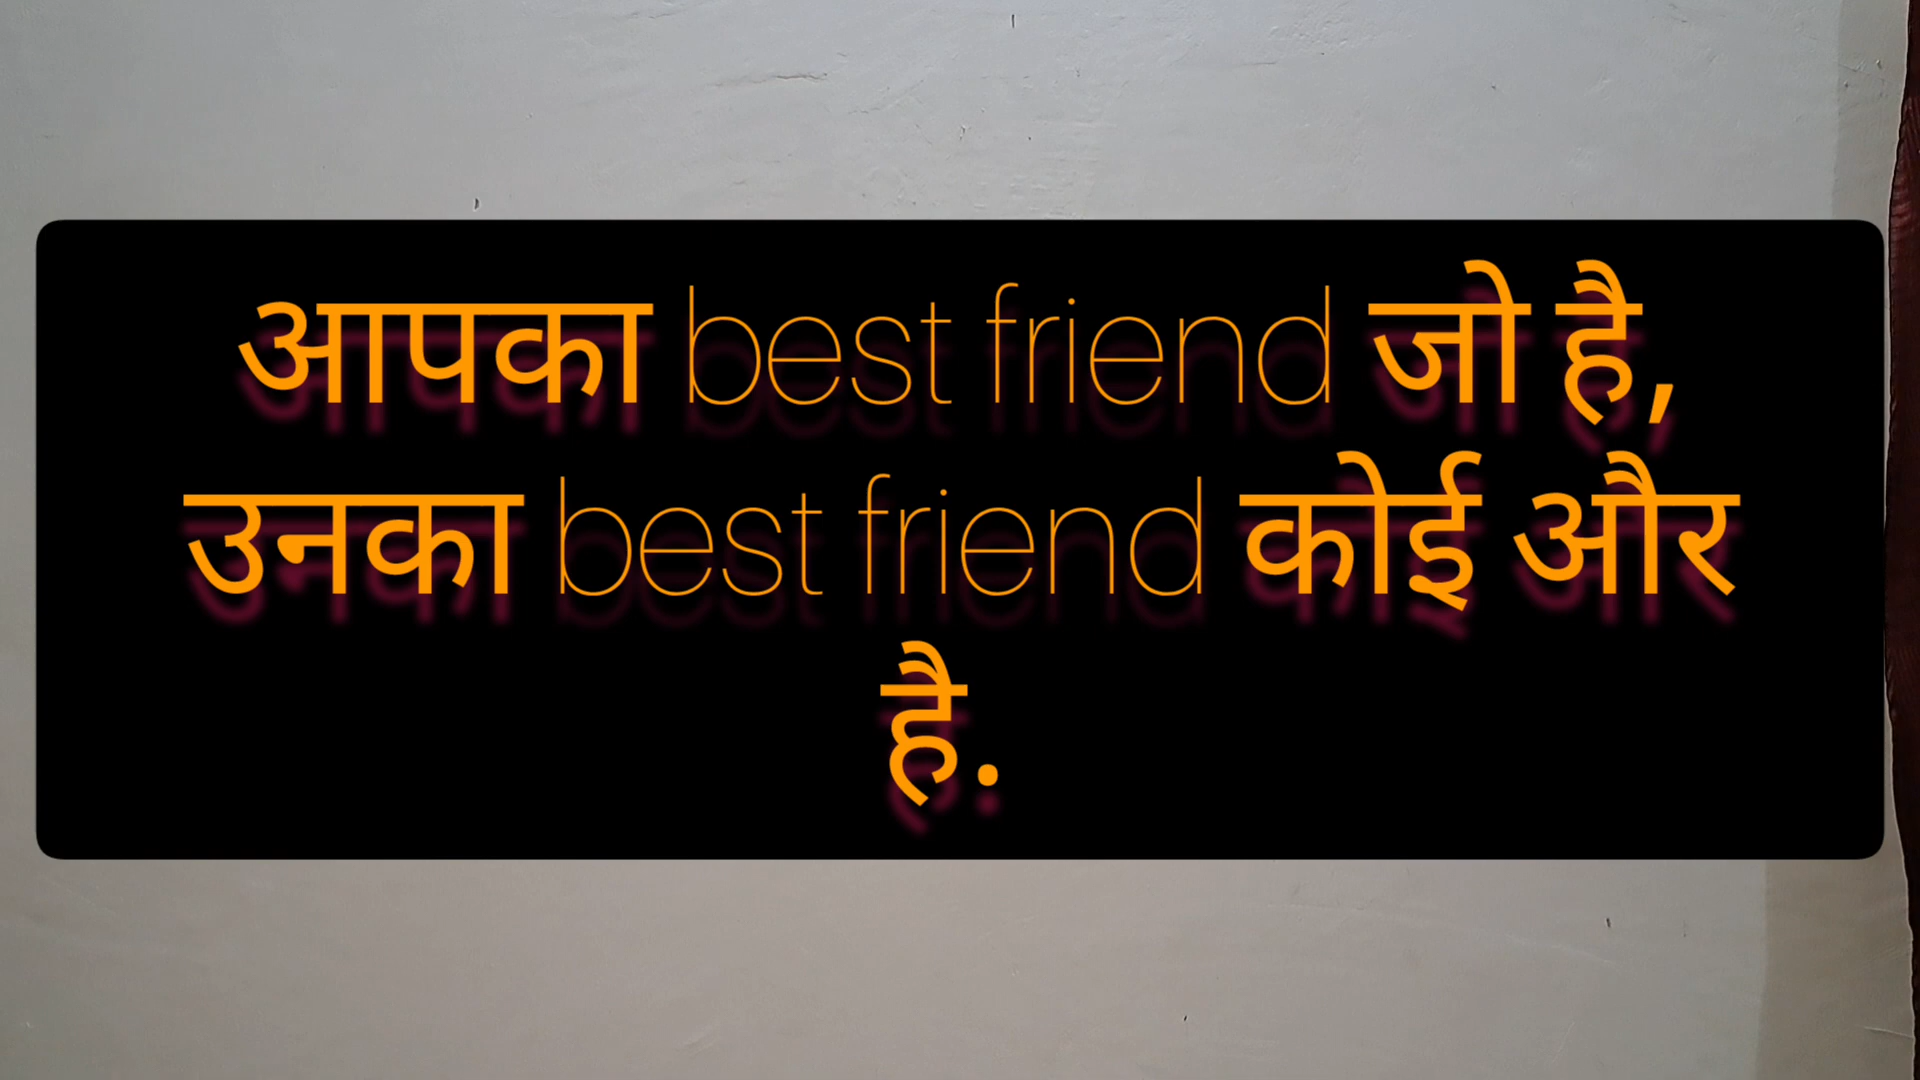 आपका best friend जो है,
उनका best friend कोई और
है.